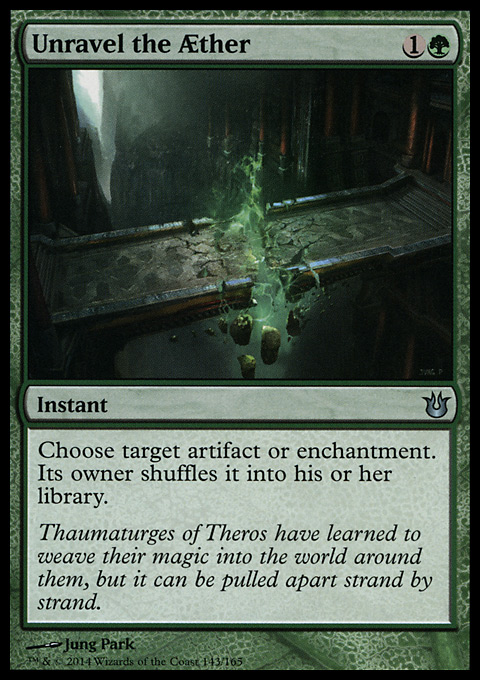 Unravel the Æther 1
Instant
Choose target artifact or enchantment.
Its owner shuffles it into his or her
library.
Thaumaturges of Theros have learned to
weave their magic into the world around
them, but it can be pulled apart strand by
strand.
Jung Park
™ & © 2014 Wizards of the Coast 143/165